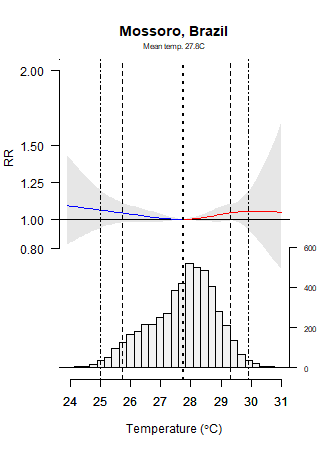 Mossoro, Brazil
Mean temp. 27.8C
2.00
1.50
1.25
1.00
0.80
RR
600
400
200
0
24 25 26 27 28 29 30 31
Temperature (°C)